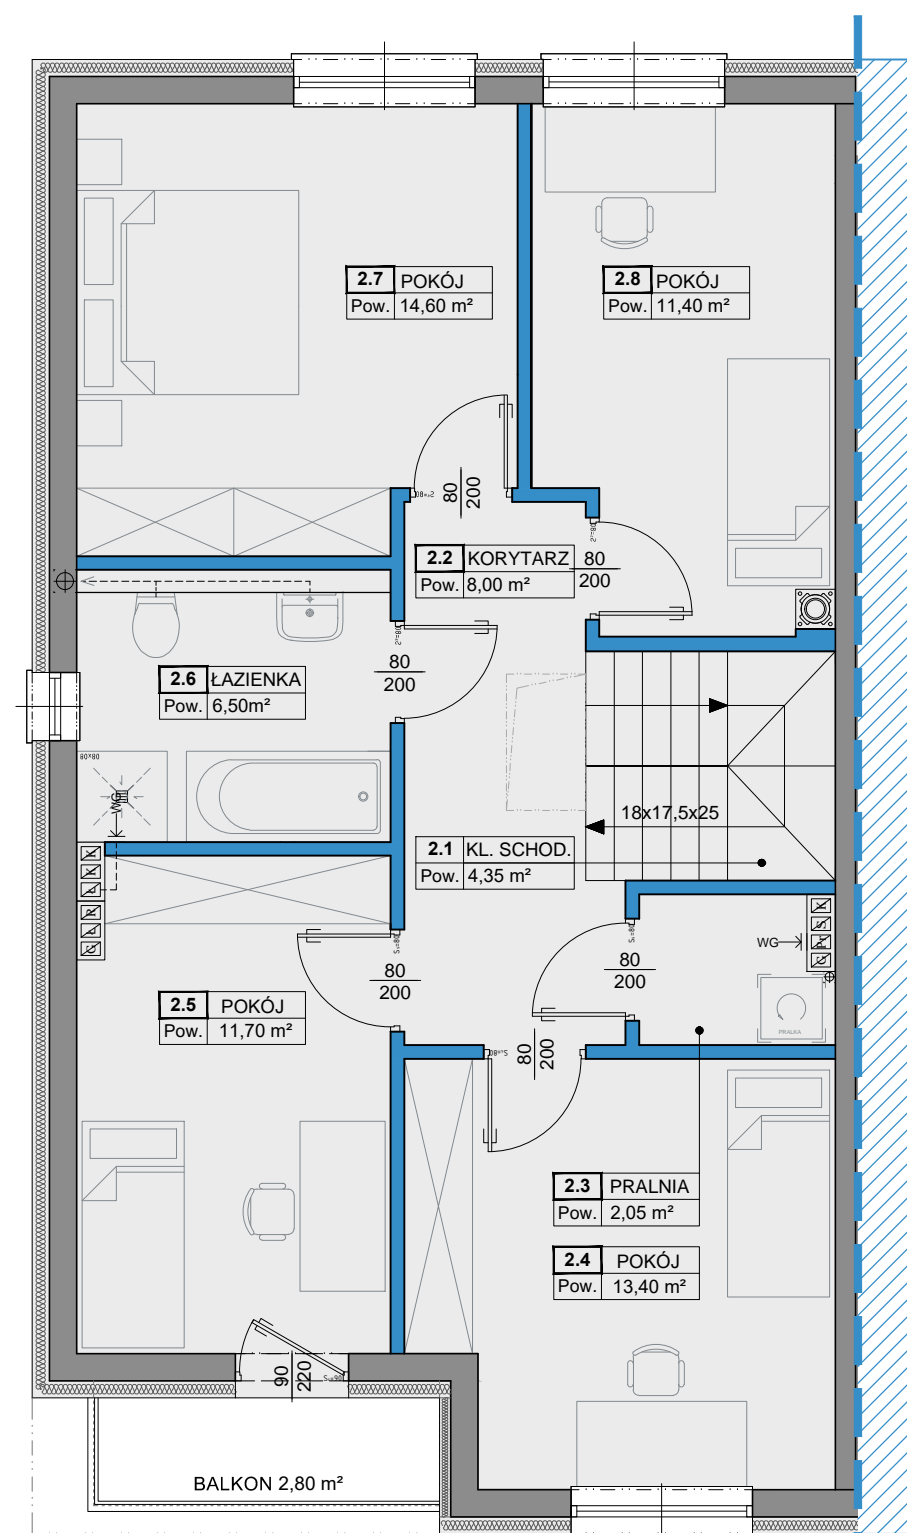 2.7 POKÓJ
Pow. 14,60 m²
2.8 POKÓJ
Pow. 11,40 m²
80
200
2.2 KORYTARZ
Pow. 8,00 m²
80
200
80
200
2.6 ŁAZIENKA
Pow. 6,50m²
80x80
WG
18x17,5x25
2.1 KL. SCHOD.
Pow. 4,35 m²
WG
80
200
80
200
2.5 POKÓJ
Pow. 11,70 m²
PRALKA
80
200
2.3 PRALNIA
Pow. 2,05 m²
2.4 POKÓJ
Pow. 13,40 m²
90
220
BALKON 2,80 m²